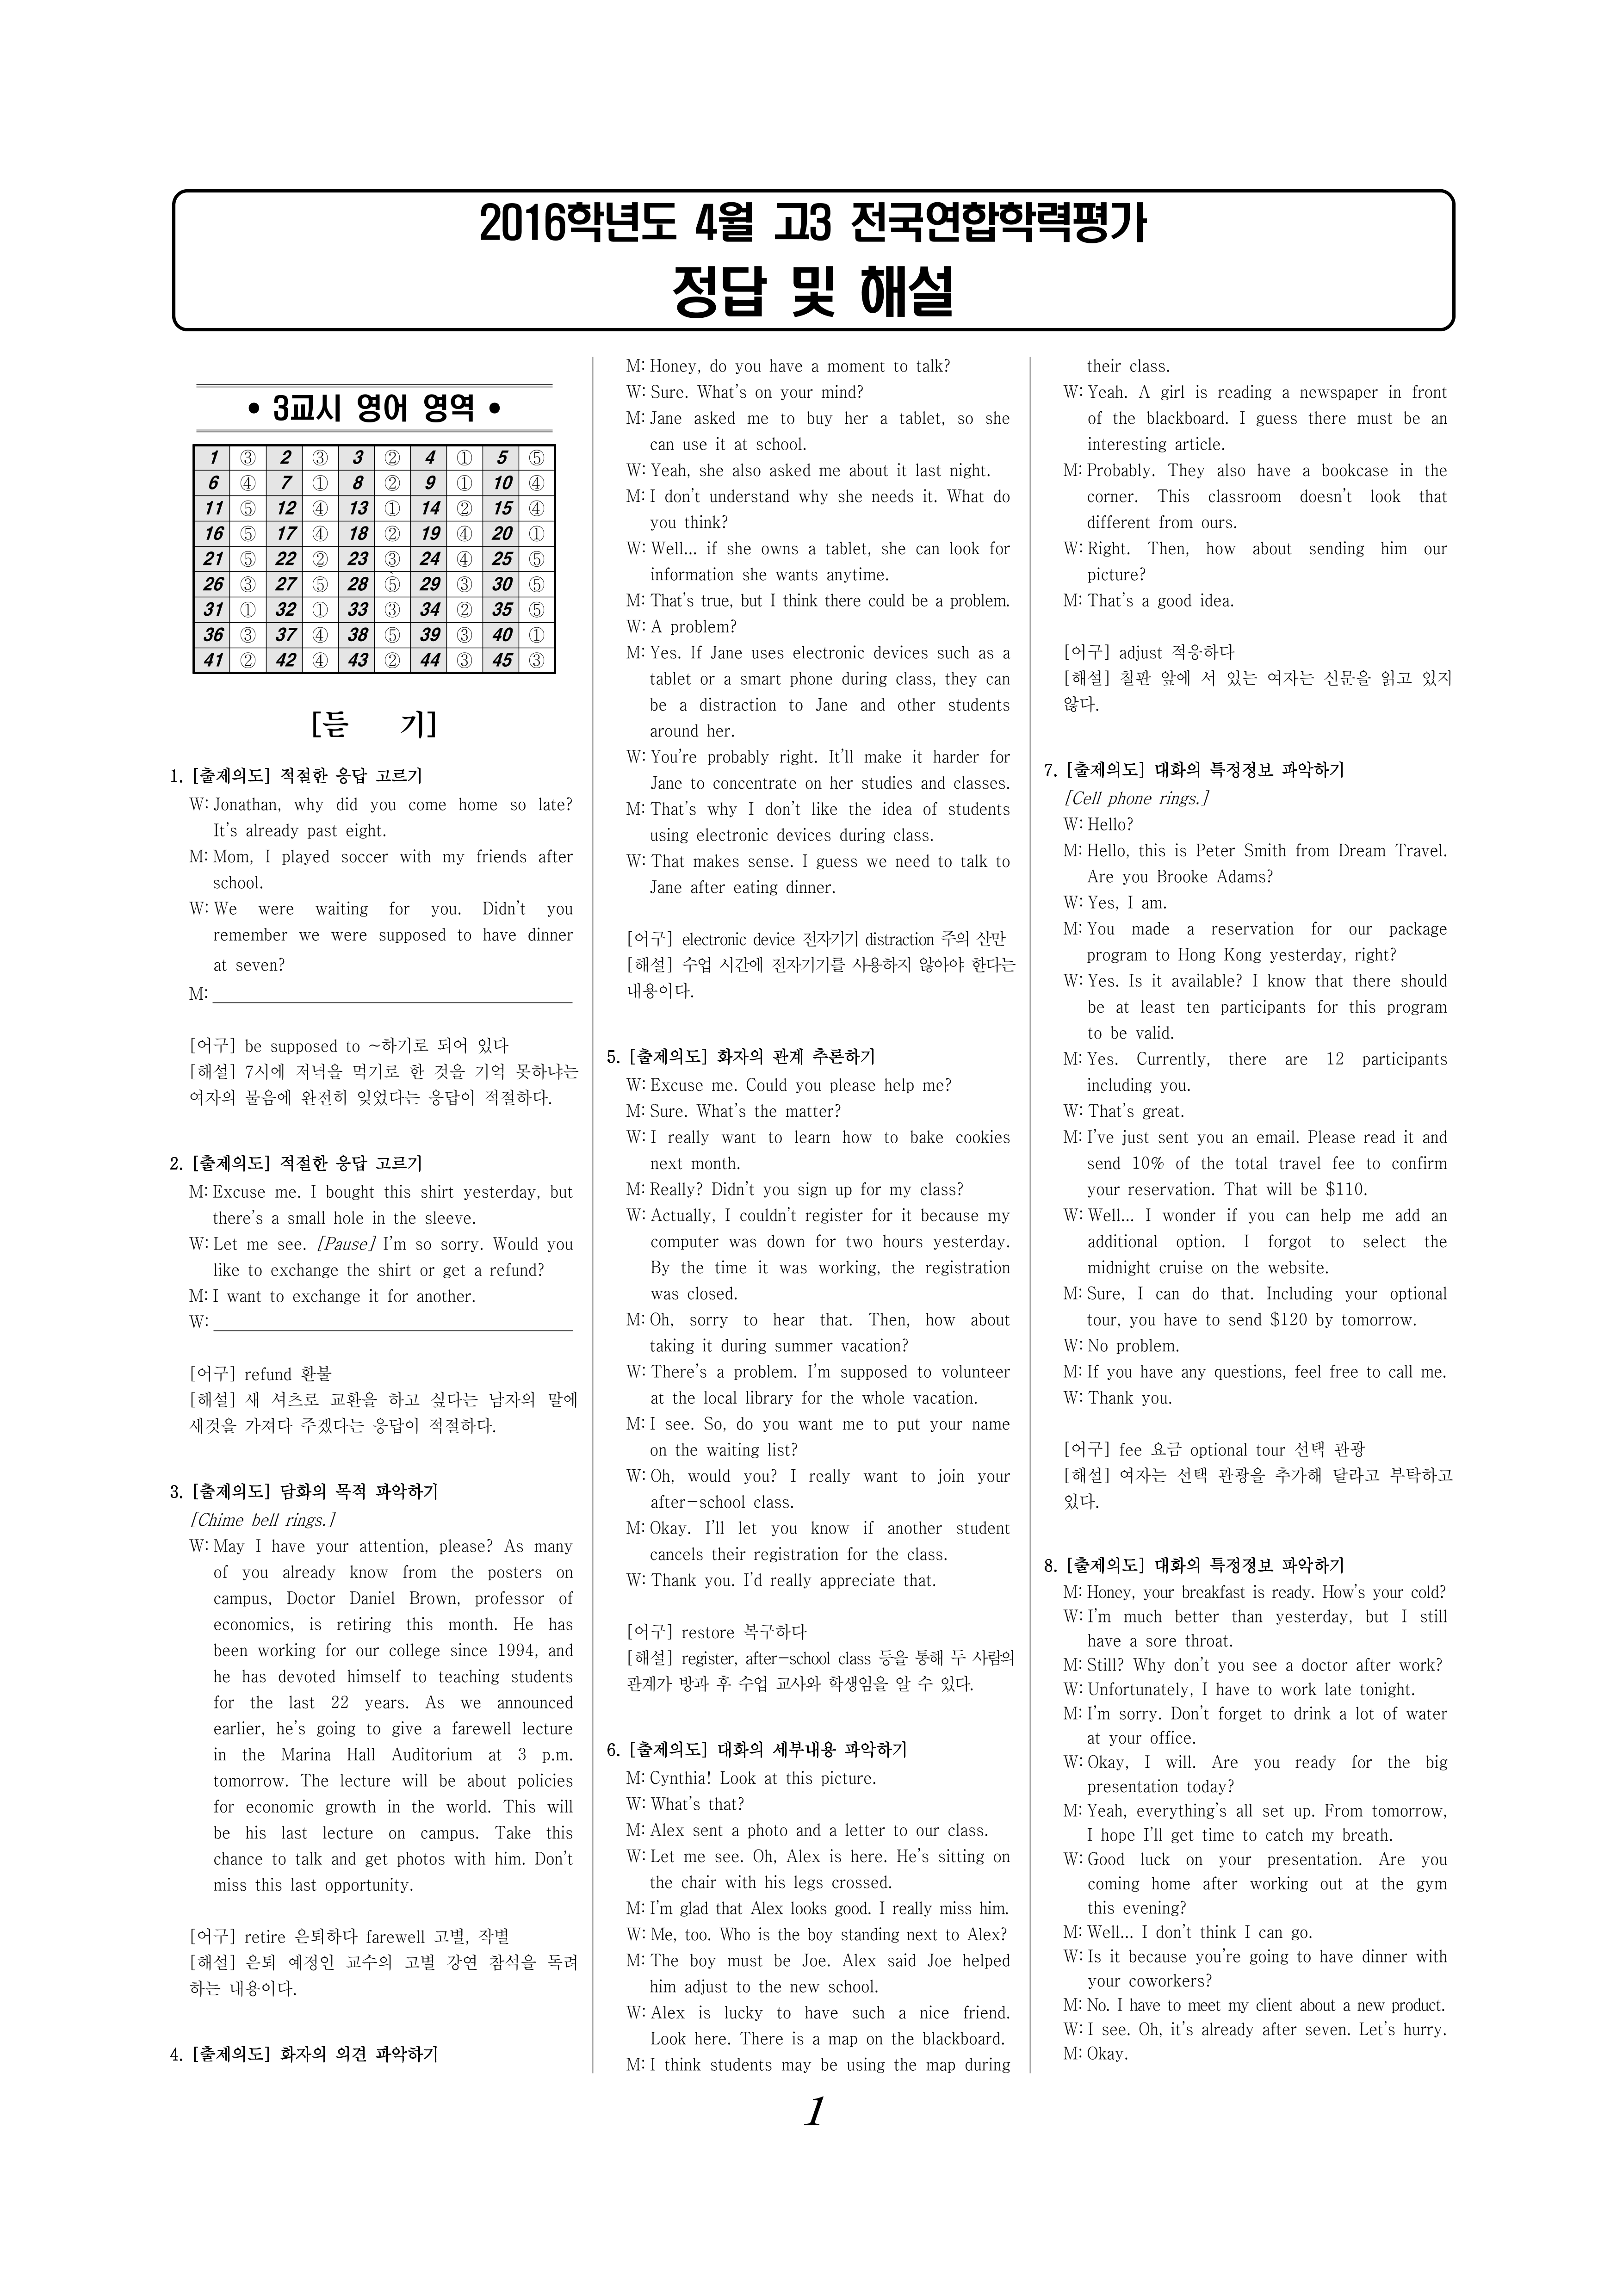 2016학년도 4월 고3 전국연합학력평가
정답 및 해설
• 3교시 영어 영역 •
1 ③ 2 ③ 3 ② 4 ① 5 ⑤
6 ④ 7 ① 8 ② 9 ① 10 ④
11 ⑤ 12 ④ 13 ① 14 ② 15 ④
16 ⑤ 17 ④ 18 ② 19 ④ 20 ①
21 ⑤ 22 ② 23 ③ 24 ④ 25 ⑤
26 ③ 27 ⑤ 28 ⑤ 29 ③ 30 ⑤
31 ① 32 ① 33 ③ 34 ② 35 ⑤
36 ③ 37 ④ 38 ⑤ 39 ③ 40 ①
41 ② 42 ④ 43 ② 44 ③ 45 ③
[듣 기]
1. [출제의도] 적절한 응답 고르기
W: Jonathan, why did you come home so late?
It's already past eight.
M: Mom, I played soccer with my friends after
school.
W: We were waiting for you. Didn't you
remember we were supposed to have dinner
at seven?
M:
[어구] be supposed to ~하기로 되어 있다
[해설] 7시에 저녁을 먹기로 한 것을 기억 못하냐는
여자의 물음에 완전히 잊었다는 응답이 적절하다.
2. [출제의도] 적절한 응답 고르기
M: Excuse me. I bought this shirt yesterday, but
there's a small hole in the sleeve.
W: Let me see. [Pause] I'm so sorry. Would you
like to exchange the shirt or get a refund?
M: I want to exchange it for another.
W:
[어구] refund 환불
[해설] 새 셔츠로 교환을 하고 싶다는 남자의 말에
새것을 가져다 주겠다는 응답이 적절하다.
3. [출제의도] 담화의 목적 파악하기
[Chime bell rings.]
W: May I have your attention, please? As many
of you already know from the posters on
campus, Doctor Daniel Brown, professor of
economics, is retiring this month. He has
been working for our college since 1994, and
he has devoted himself to teaching students
for the last 22 years. As we announced
earlier, he's going to give a farewell lecture
in the Marina Hall Auditorium at 3 p.m.
tomorrow. The lecture will be about policies
for economic growth in the world. This will
be his last lecture on campus. Take this
chance to talk and get photos with him. Don't
miss this last opportunity.
[어구] retire 은퇴하다 farewell 고별, 작별
[해설] 은퇴 예정인 교수의 고별 강연 참석을 독려
하는 내용이다.
4. [출제의도] 화자의 의견 파악하기
M: Honey, do you have a moment to talk?
W: Sure. What's on your mind?
M: Jane asked me to buy her a tablet, so she
can use it at school.
W: Yeah, she also asked me about it last night.
M: I don't understand why she needs it. What do
you think?
W: Well... if she owns a tablet, she can look for
information she wants anytime.
M: That's true, but I think there could be a problem.
W: A problem?
M: Yes. If Jane uses electronic devices such as a
tablet or a smart phone during class, they can
be a distraction to Jane and other students
around her.
W: You're probably right. It'll make it harder for
Jane to concentrate on her studies and classes.
M: That's why I don't like the idea of students
using electronic devices during class.
W: That makes sense. I guess we need to talk to
Jane after eating dinner.
[어구] electronic device 전자기기 distraction 주의 산만
[해설] 수업 시간에 전자기기를 사용하지 않아야 한다는
내용이다.
5. [출제의도] 화자의 관계 추론하기
W: Excuse me. Could you please help me?
M: Sure. What's the matter?
W: I really want to learn how to bake cookies
next month.
M: Really? Didn't you sign up for my class?
W: Actually, I couldn't register for it because my
computer was down for two hours yesterday.
By the time it was working, the registration
was closed.
M: Oh, sorry to hear that. Then, how about
taking it during summer vacation?
W: There's a problem. I'm supposed to volunteer
at the local library for the whole vacation.
M: I see. So, do you want me to put your name
on the waiting list?
W: Oh, would you? I really want to join your
after-school class.
M: Okay. I'll let you know if another student
cancels their registration for the class.
W: Thank you. I'd really appreciate that.
[어구] restore 복구하다
[해설] register, after-school class 등을 통해 두 사람의
관계가 방과 후 수업 교사와 학생임을 알 수 있다.
6. [출제의도] 대화의 세부내용 파악하기
M: Cynthia! Look at this picture.
W: What's that?
M: Alex sent a photo and a letter to our class.
W: Let me see. Oh, Alex is here. He's sitting on
the chair with his legs crossed.
M: I'm glad that Alex looks good. I really miss him.
W: Me, too. Who is the boy standing next to Alex?
M: The boy must be Joe. Alex said Joe helped
him adjust to the new school.
W: Alex is lucky to have such a nice friend.
Look here. There is a map on the blackboard.
M: I think students may be using the map during
their class.
W: Yeah. A girl is reading a newspaper in front
of the blackboard. I guess there must be an
interesting article.
M: Probably. They also have a bookcase in the
corner. This classroom doesn't look that
different from ours.
W: Right. Then, how about sending him our
picture?
M: That's a good idea.
[어구] adjust 적응하다
[해설] 칠판 앞에 서 있는 여자는 신문을 읽고 있지
않다.
7. [출제의도] 대화의 특정정보 파악하기
[Cell phone rings.]
W: Hello?
M: Hello, this is Peter Smith from Dream Travel.
Are you Brooke Adams?
W: Yes, I am.
M: You made a reservation for our package
program to Hong Kong yesterday, right?
W: Yes. Is it available? I know that there should
be at least ten participants for this program
to be valid.
M: Yes. Currently, there are 12 participants
including you.
W: That's great.
M: I've just sent you an email. Please read it and
send 10% of the total travel fee to confirm
your reservation. That will be $110.
W: Well... I wonder if you can help me add an
additional option. I forgot to select the
midnight cruise on the website.
M: Sure, I can do that. Including your optional
tour, you have to send $120 by tomorrow.
W: No problem.
M: If you have any questions, feel free to call me.
W: Thank you.
[어구] fee 요금 optional tour 선택 관광
[해설] 여자는 선택 관광을 추가해 달라고 부탁하고
있다.
8. [출제의도] 대화의 특정정보 파악하기
M: Honey, your breakfast is ready. How's your cold?
W: I'm much better than yesterday, but I still
have a sore throat.
M: Still? Why don't you see a doctor after work?
W: Unfortunately, I have to work late tonight.
M: I'm sorry. Don't forget to drink a lot of water
at your office.
W: Okay, I will. Are you ready for the big
presentation today?
M: Yeah, everything's all set up. From tomorrow,
I hope I'll get time to catch my breath.
W: Good luck on your presentation. Are you
coming home after working out at the gym
this evening?
M: Well... I don't think I can go.
W: Is it because you're going to have dinner with
your coworkers?
M: No. I have to meet my client about a new product.
W: I see. Oh, it's already after seven. Let's hurry.
M: Okay.
1